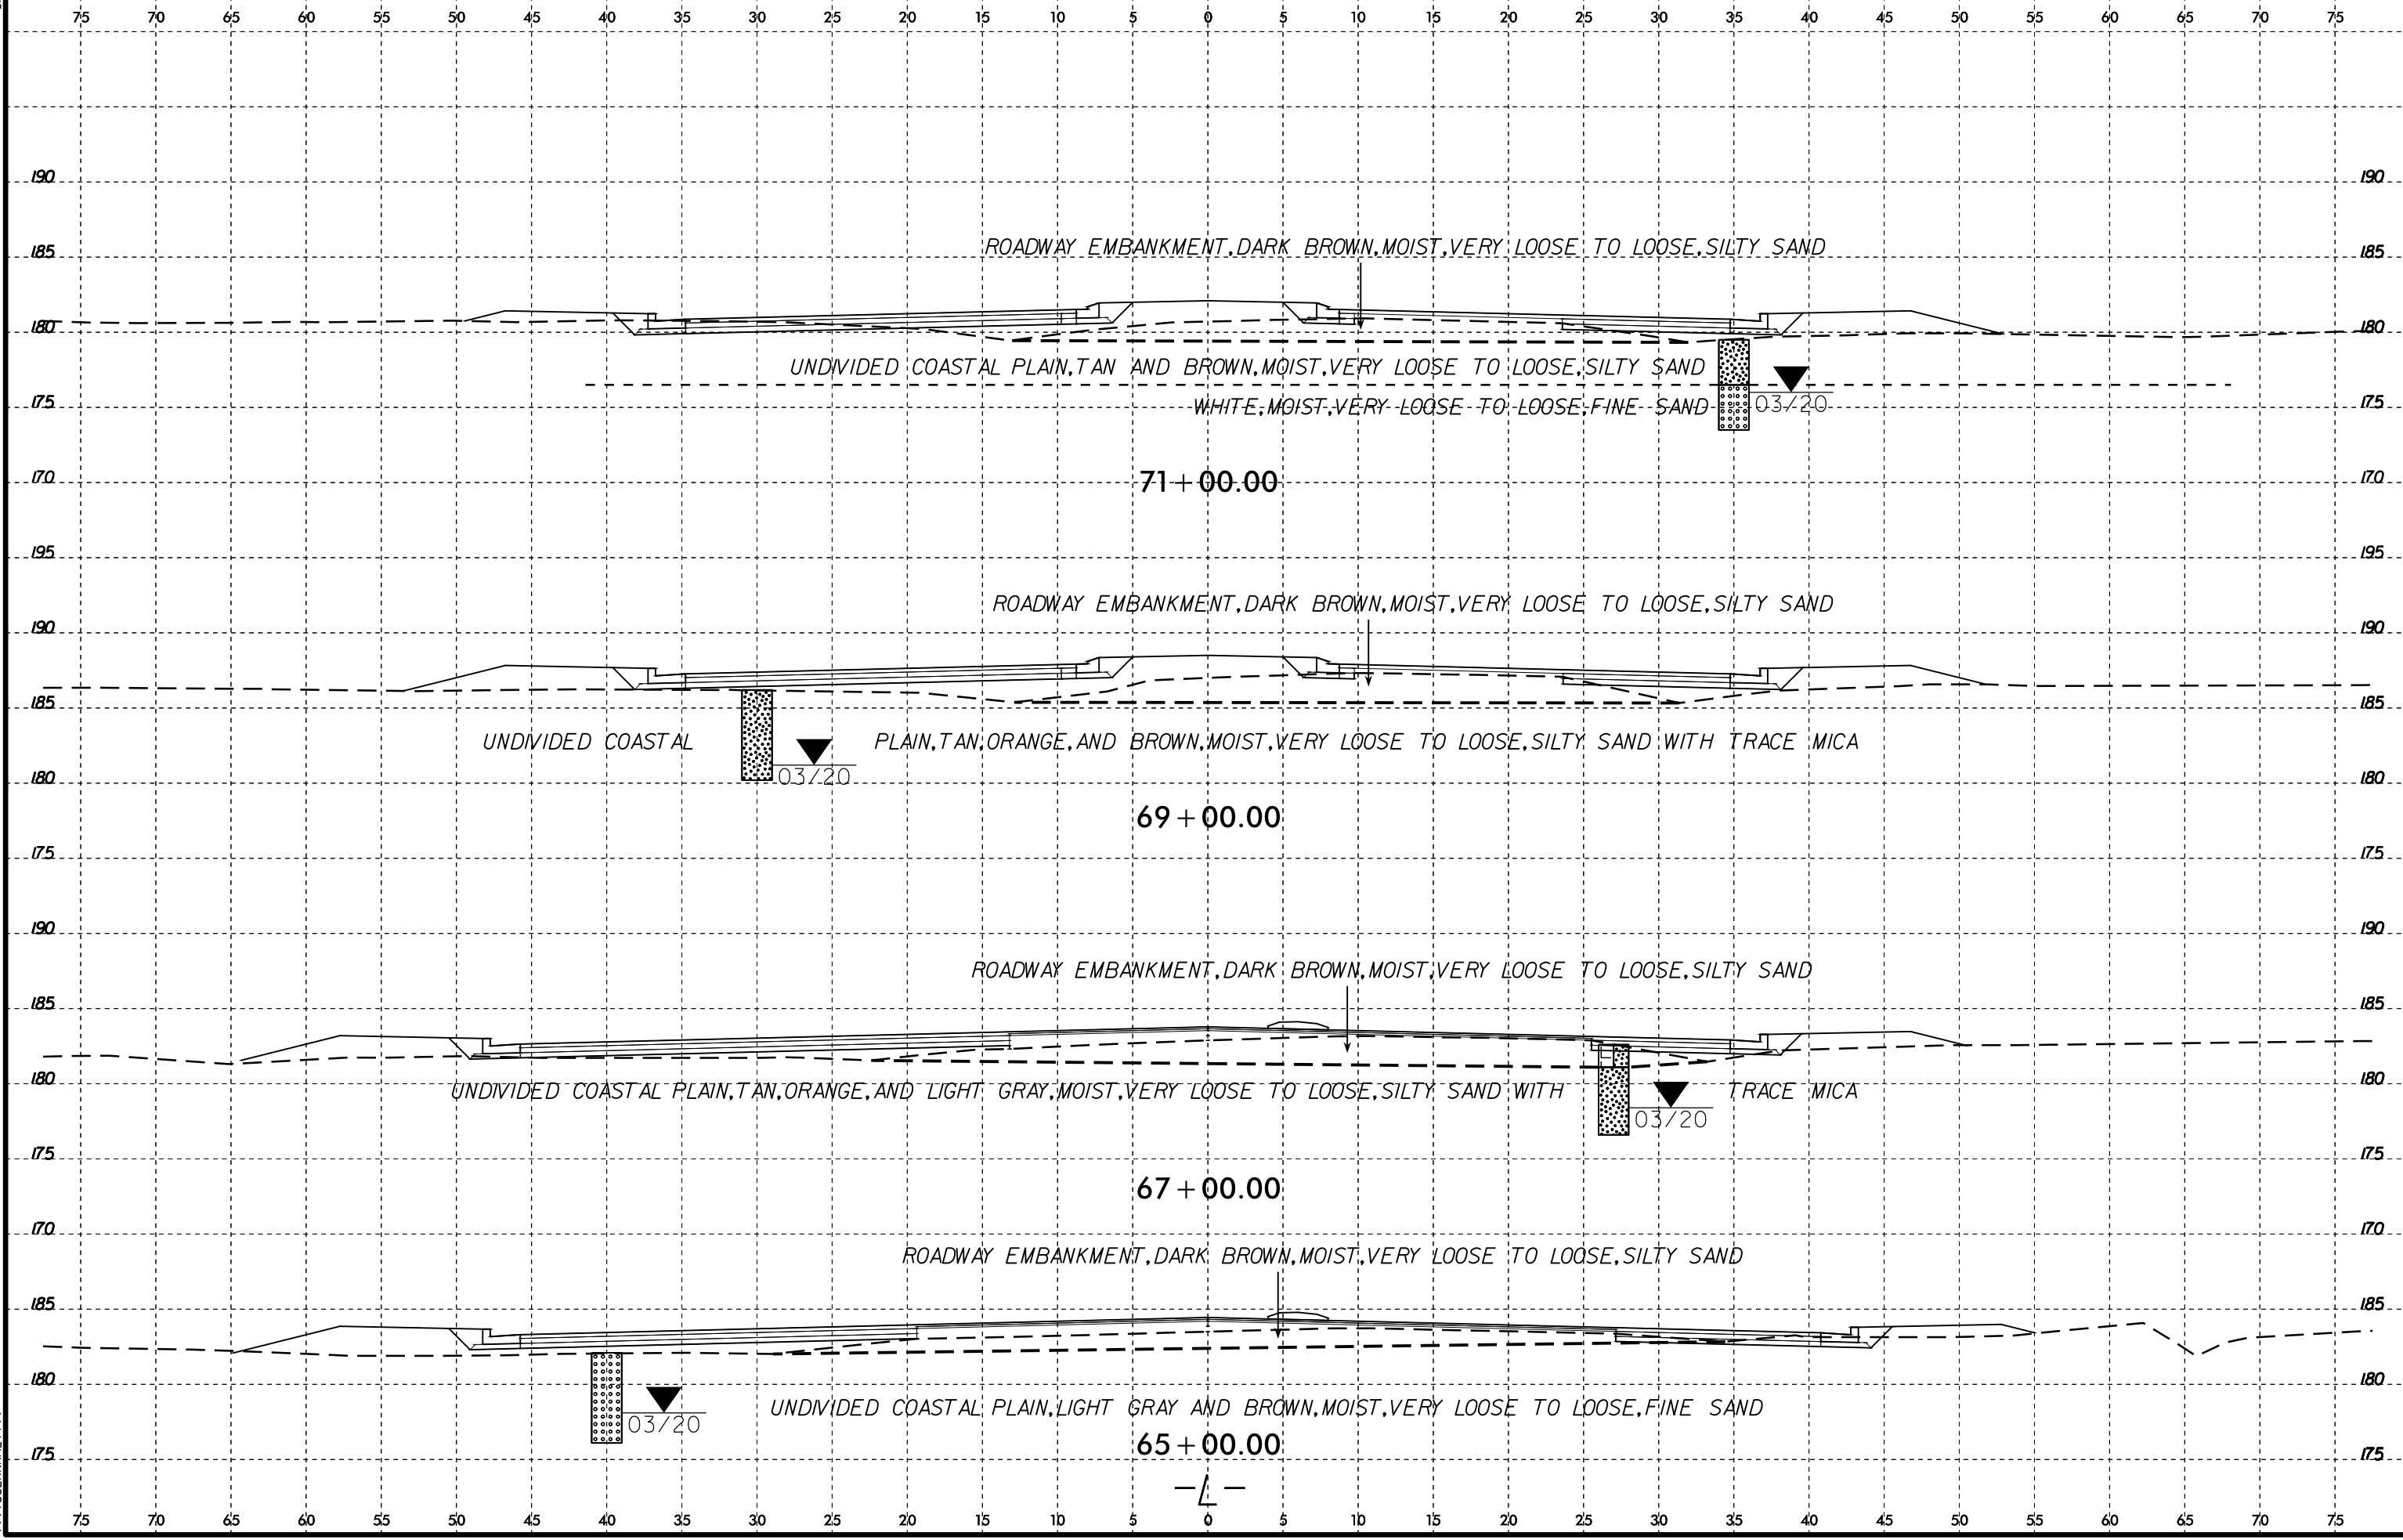 75 70 65 60 55 50 45 40 35 30 25 20 15 10 5 0 5 10 15 20 25 30 35 40 45 50 55 60 65 70 75
190 190
ROADWAY EMBANKMENT, DARK BROWN, MOIST, VERY LOOSE TO LOOSE, SILTY SAND
185 185
180 180
UNDIVIDED COASTAL PLAIN, TAN AND BROWN, MOIST, VERY LOOSE TO LOOSE, SILTY SAND
WHITE, MOIST, VERY LOOSE TO LOOSE, FINE SAND
03/20
175 175
170 170
71+00.00
195 195
ROADWAY EMBANKMENT, DARK BROWN, MOIST, VERY LOOSE TO LOOSE, SILTY SAND
190 190
185 185
UNDIVIDED COASTAL PLAIN, TAN, ORANGE, AND BROWN, MOIST, VERY LOOSE TO LOOSE, SILTY SAND WITH TRACE MICA
03/20
180 180
69+00.00
175 175
190 190
ROADWAY EMBANKMENT, DARK BROWN, MOIST, VERY LOOSE TO LOOSE, SILTY SAND
185 185
180 180
UNDIVIDED COASTAL PLAIN, TAN, ORANGE, AND LIGHT GRAY, MOIST, VERY LOOSE TO LOOSE, SILTY SAND WITH TRACE MICA
03/20
175 175
67+00.00
170 170
ROADWAY EMBANKMENT, DARK BROWN, MOIST, VERY LOOSE TO LOOSE, SILTY SAND
185 185
180 180
UNDIVIDED COASTAL PLAIN, LIGHT GRAY AND BROWN, MOIST, VERY LOOSE TO LOOSE, FINE SAND
03/20
65+00.00
175 175
-L-
75 70 65 60 55 50 45 40 35 30 25 20 15 10 5 0 5 10 15 20 25 30 35 40 45 50 55 60 65 70 75